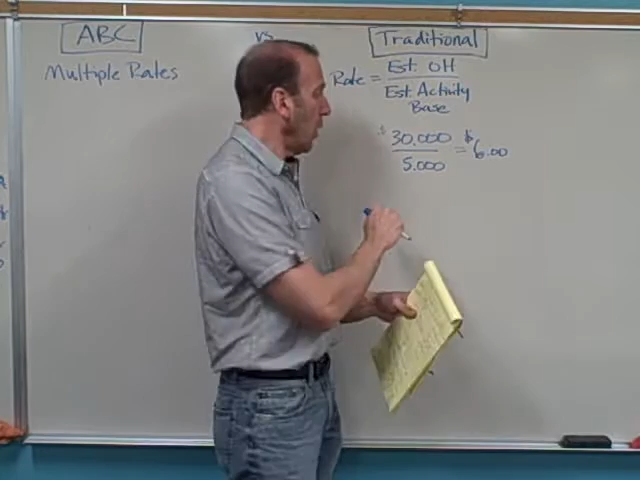 ABC
vs
Traditional
Multiple Rates
Rate = Est. OH
Est. Activity
Base
$ 30,000
5,000
= $6.00